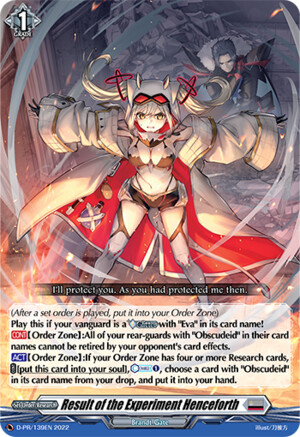 1
GRADE
I'll protect you. As you had protected me then.
(After a set order is played, put it into your Order Zone)
Play this if your vanguard is a with "Eva" in its card name!
CONT [Order Zone]:All of your rear-guards with "Obscudeid" in their card
names cannot be retired by your opponent's card effects.
ACT [Order Zone]:If your Order Zone has four or more Research cards,
[put this card into your soul], choose a card with "Obscudeid"
in its card name from your drop, and put it into your hand.
Set Order/Research
Result of the Experiment Henceforth
Brandt Gate
D-PR/139EN 2022
Illust/刀彼方